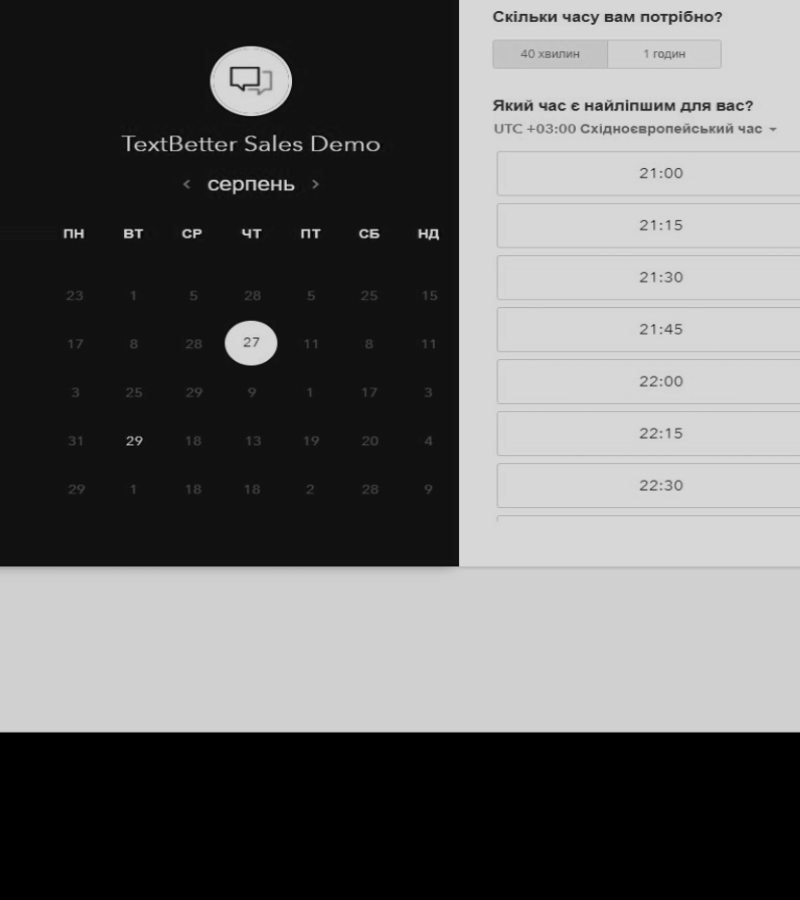 TextBetter Sales Demo
серпень
ПН ВТ СР ЧТ ПТ СБ НД
23 1 5 28 5 25 15
17 8 28 27 11 8 11
3 25 29 9 1 17 3
31 29 18 13 19 20 4
29 1 18 18 2 28 9
Скільки часу вам потрібно?
40 хвилин 1 годин
Який час є найліпшим для вас?
UTC +03:00 Східноєвропейський час
21:00
21:15
21:30
21:45
22:00
22:15
22:30